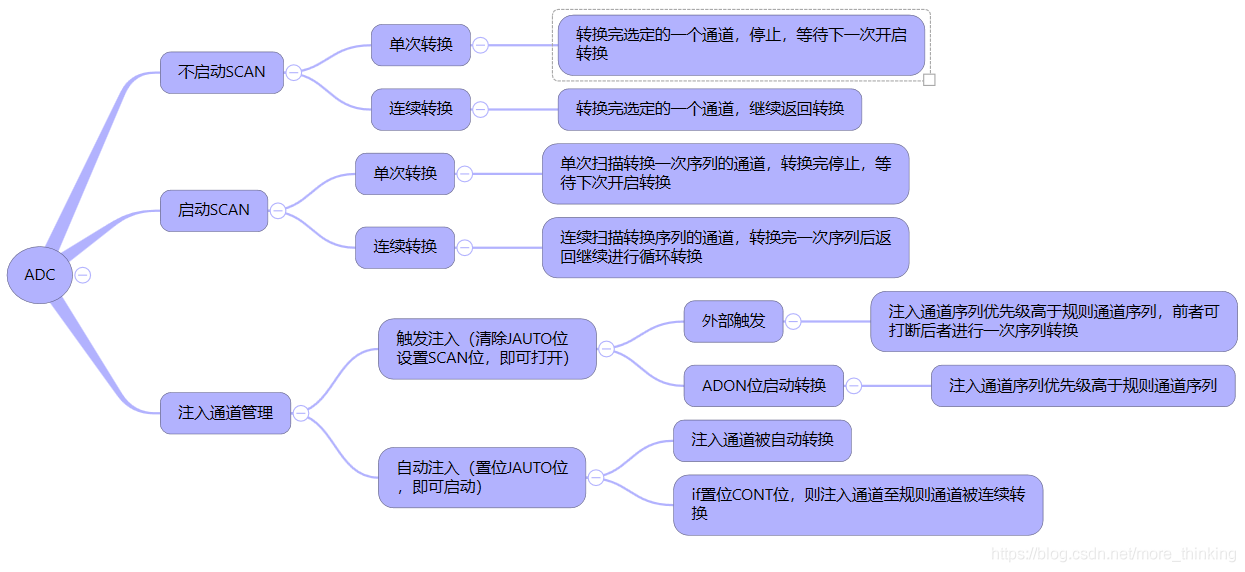 ADC
不启动SCAN
单次转换
转换完选定的一个通道，停止，等待下一次开启
转换
连续转换
转换完选定的一个通道，继续返回转换
启动SCAN
单次转换
单次扫描转换一次序列的通道，转换完停止，等
待下次开启转换
连续转换
连续扫描转换序列的通道，转换完一次序列后返
回继续进行循环转换
注入通道管理
触发注入（清除JAUTO位
设置SCAN位，即可打开）
外部触发
注入通道序列优先级高于规则通道序列，前者可
打断后者进行一次序列转换
ADON位启动转换
注入通道序列优先级高于规则通道序列
自动注入（置位JAUTO位
，即可启动）
注入通道被自动转换
if置位CONT位，则注入通道至规则通道被连续转
换
https://blog.csdn.net/more_thinking